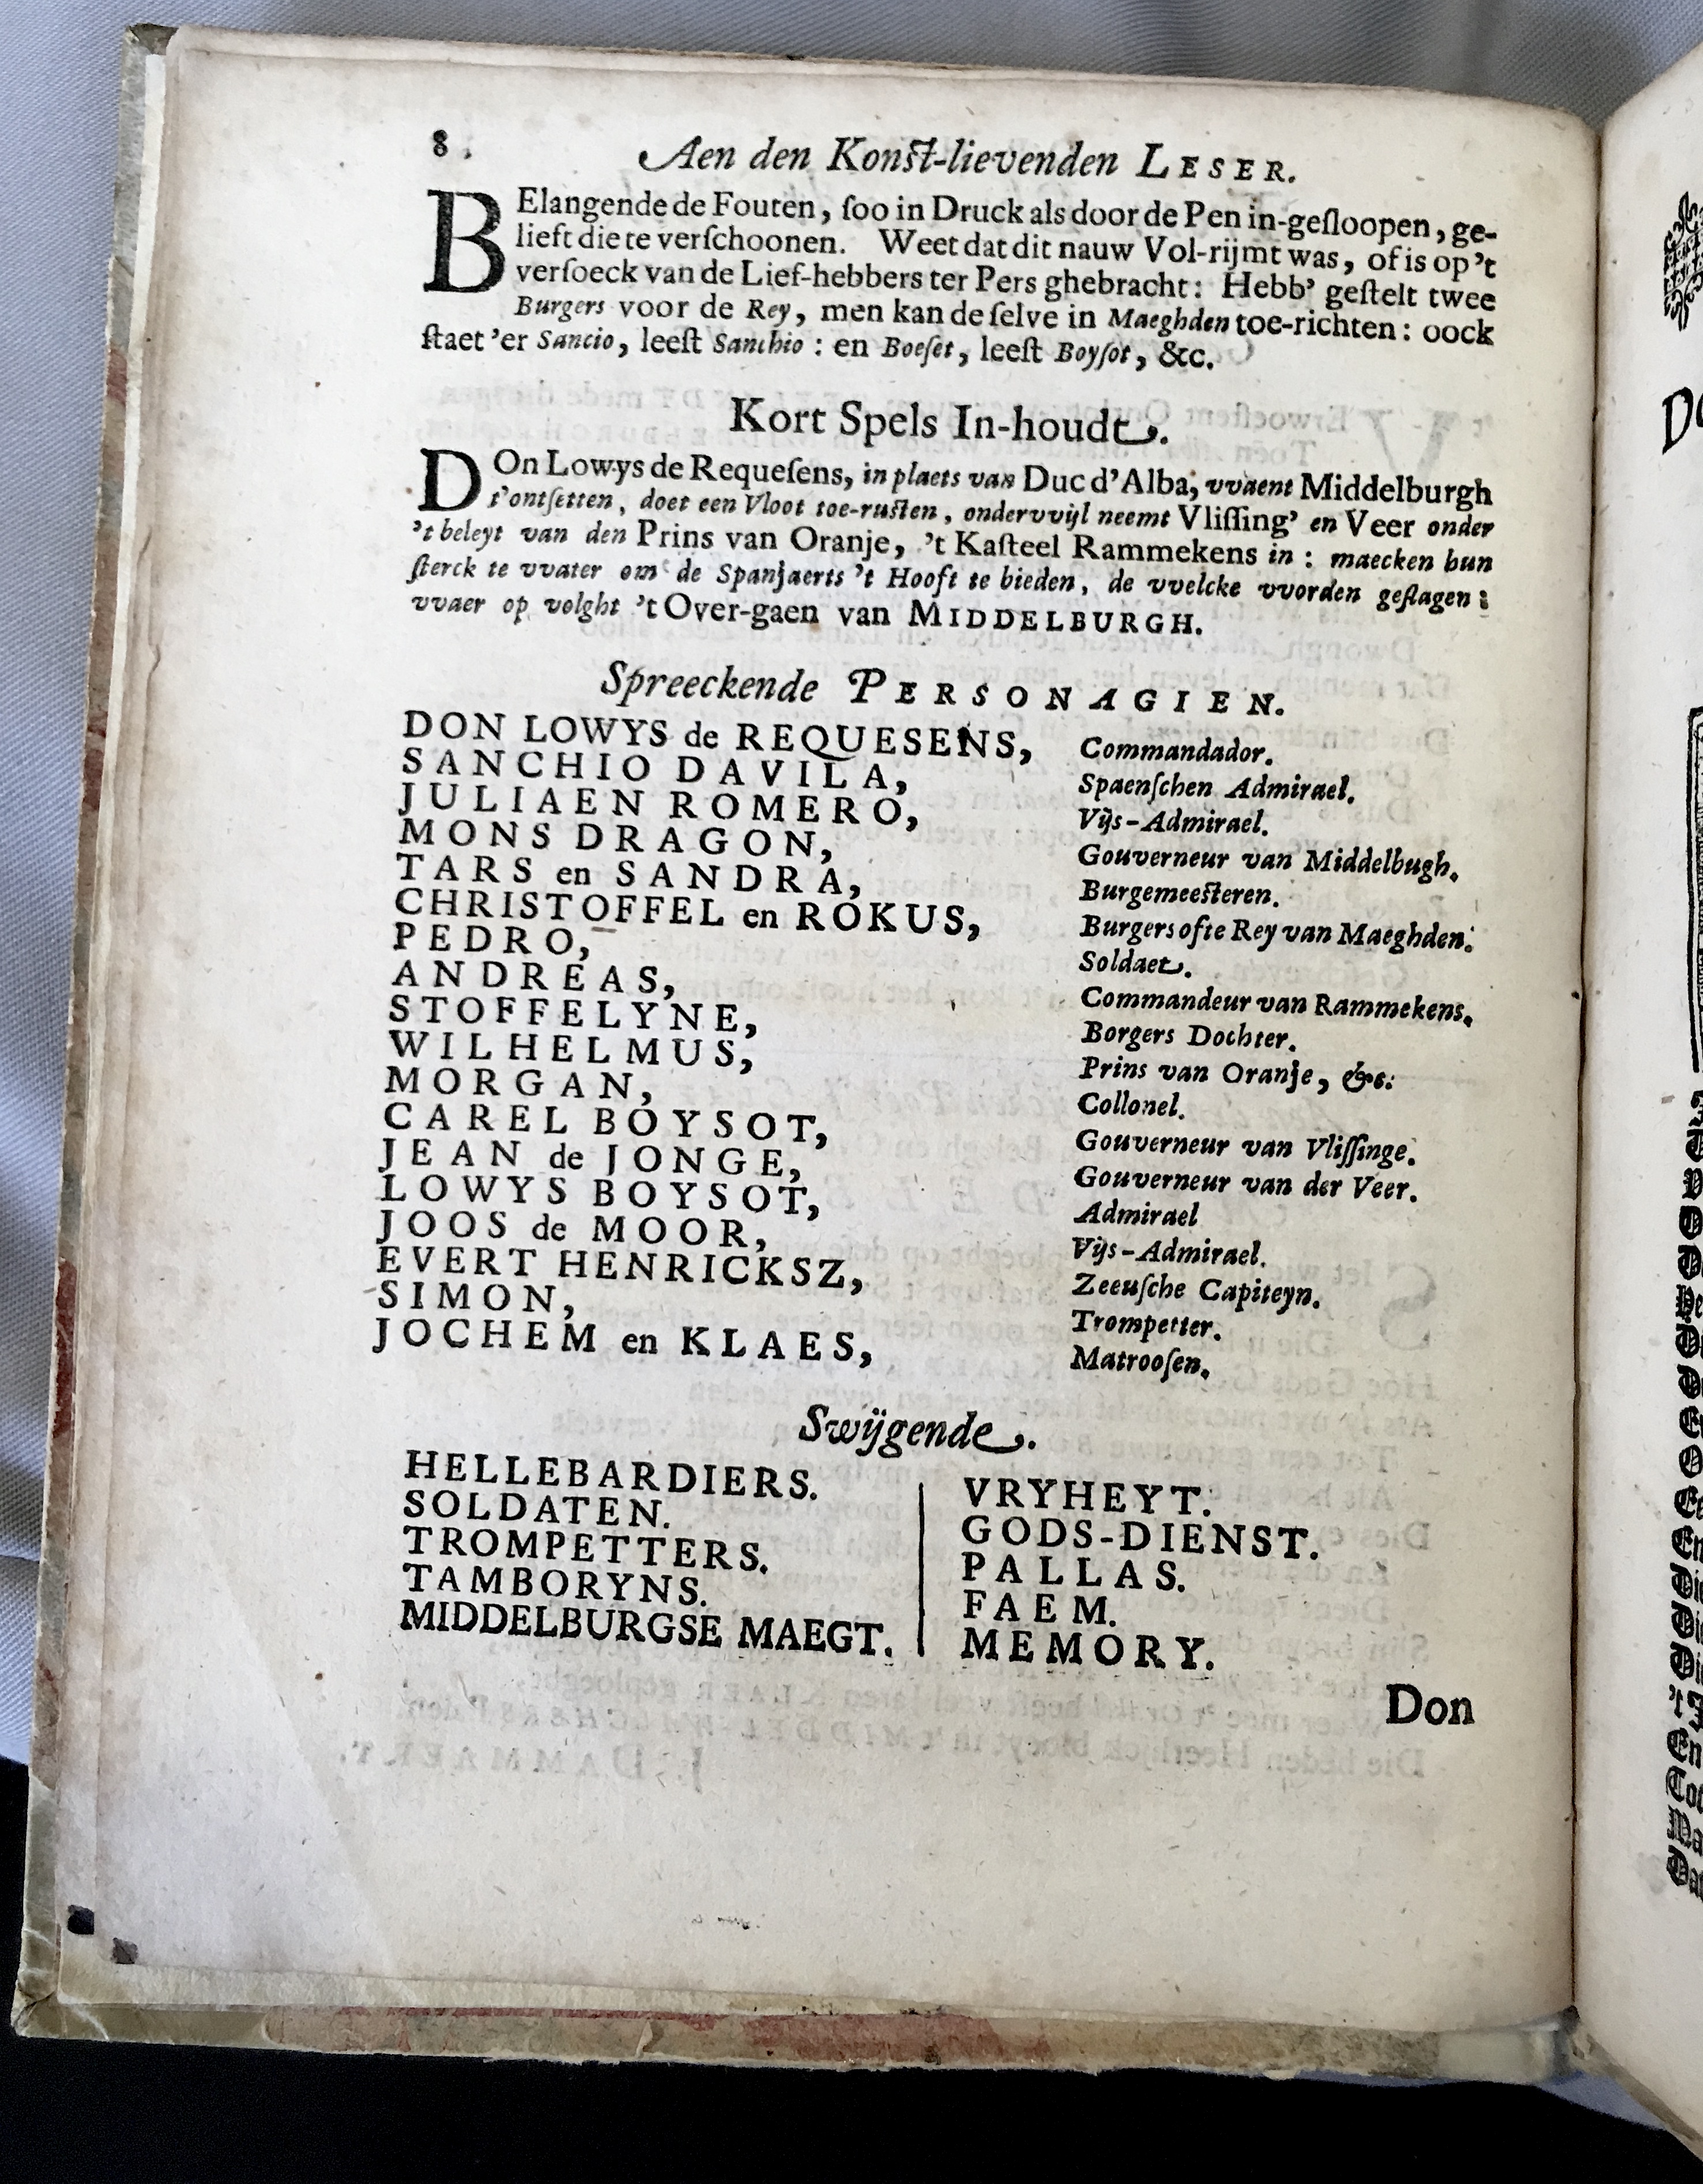 8.
Aen den Konſt-lievenden LESER.
BElangende de Fouten, ſoo in Druck als door de Pen in-geſloopen, ge-
lieft die te verſchoonen. Weet dat dit nauw Vol-rijmt was, of is op 't
verſoeck van de Lief-hebbers ter Pers ghebracht: Hebb' geſtelt twee
Burgers voor de Rey, men kan de ſelve in Maeghden toe-richten: oock
ſtaet 'er Sancio, leeſt Sanchio: en Boeſet, leeſt Boyſot, &c.
Kort Spels In-houdt.
DOn Lowys de Requeſens, in plaets van Duc d'Alba, vvaent Middelburgh
t'ontſetten, doet een Vloot toe-ruſten, ondervvijl neemt Vliſſing' en Veer onder
't beleyt van den Prins van Oranje, 't Kaſteel Rammekens in: maecken hun
ſterck te vvater om de Spanjaerts 't Hooft te bieden, de vvelcke vvorden geſlagen:
vvaer op volght 't Over-gaen van MIDDELBURGH.
Spreeckende PERSONAGIEN.
DON LOWYS de REQUESENS, Commandador.
SANCHIO DAVILA, Spaenſchen Admirael.
JULIAEN ROMERO, Vijs-Admirael.
MONS DRAGON, Gouverneur van Middelbugh.
TARS en SANDRA, Burgemeeſteren.
CHRISTOFFEL en ROKUS, Burgers ofte Rey van Maeghden.
PEDRO, Soldaet.
ANDREAS, Commandeur van Rammekens.
STOFFELYNE, Borgers Dochter.
WILHELMUS, Prins van Oranje, &c.
MORGAN, Collonel.
CAREL BOYSOT, Gouverneur van Vliſſinge.
JEAN de JONGE, Gouverneur van der Veer.
LOWYS BOYSOT, Admirael
JOOS de MOOR, Vijs-Admirael.
EVERT HENRICKSZ, Zeeuſche Capiteyn.
SIMON, Trompetter.
JOCHEM en KLAES, Matrooſen.
Swijgende.
HELLEBARDIERS.
SOLDATEN.
TROMPETTERS.
TAMBORYNS.
MIDDELBURGSE MAEGT.
VRYHEYT.
GODS-DIENST.
PALLAS.
FAEM.
MEMORY.
Don